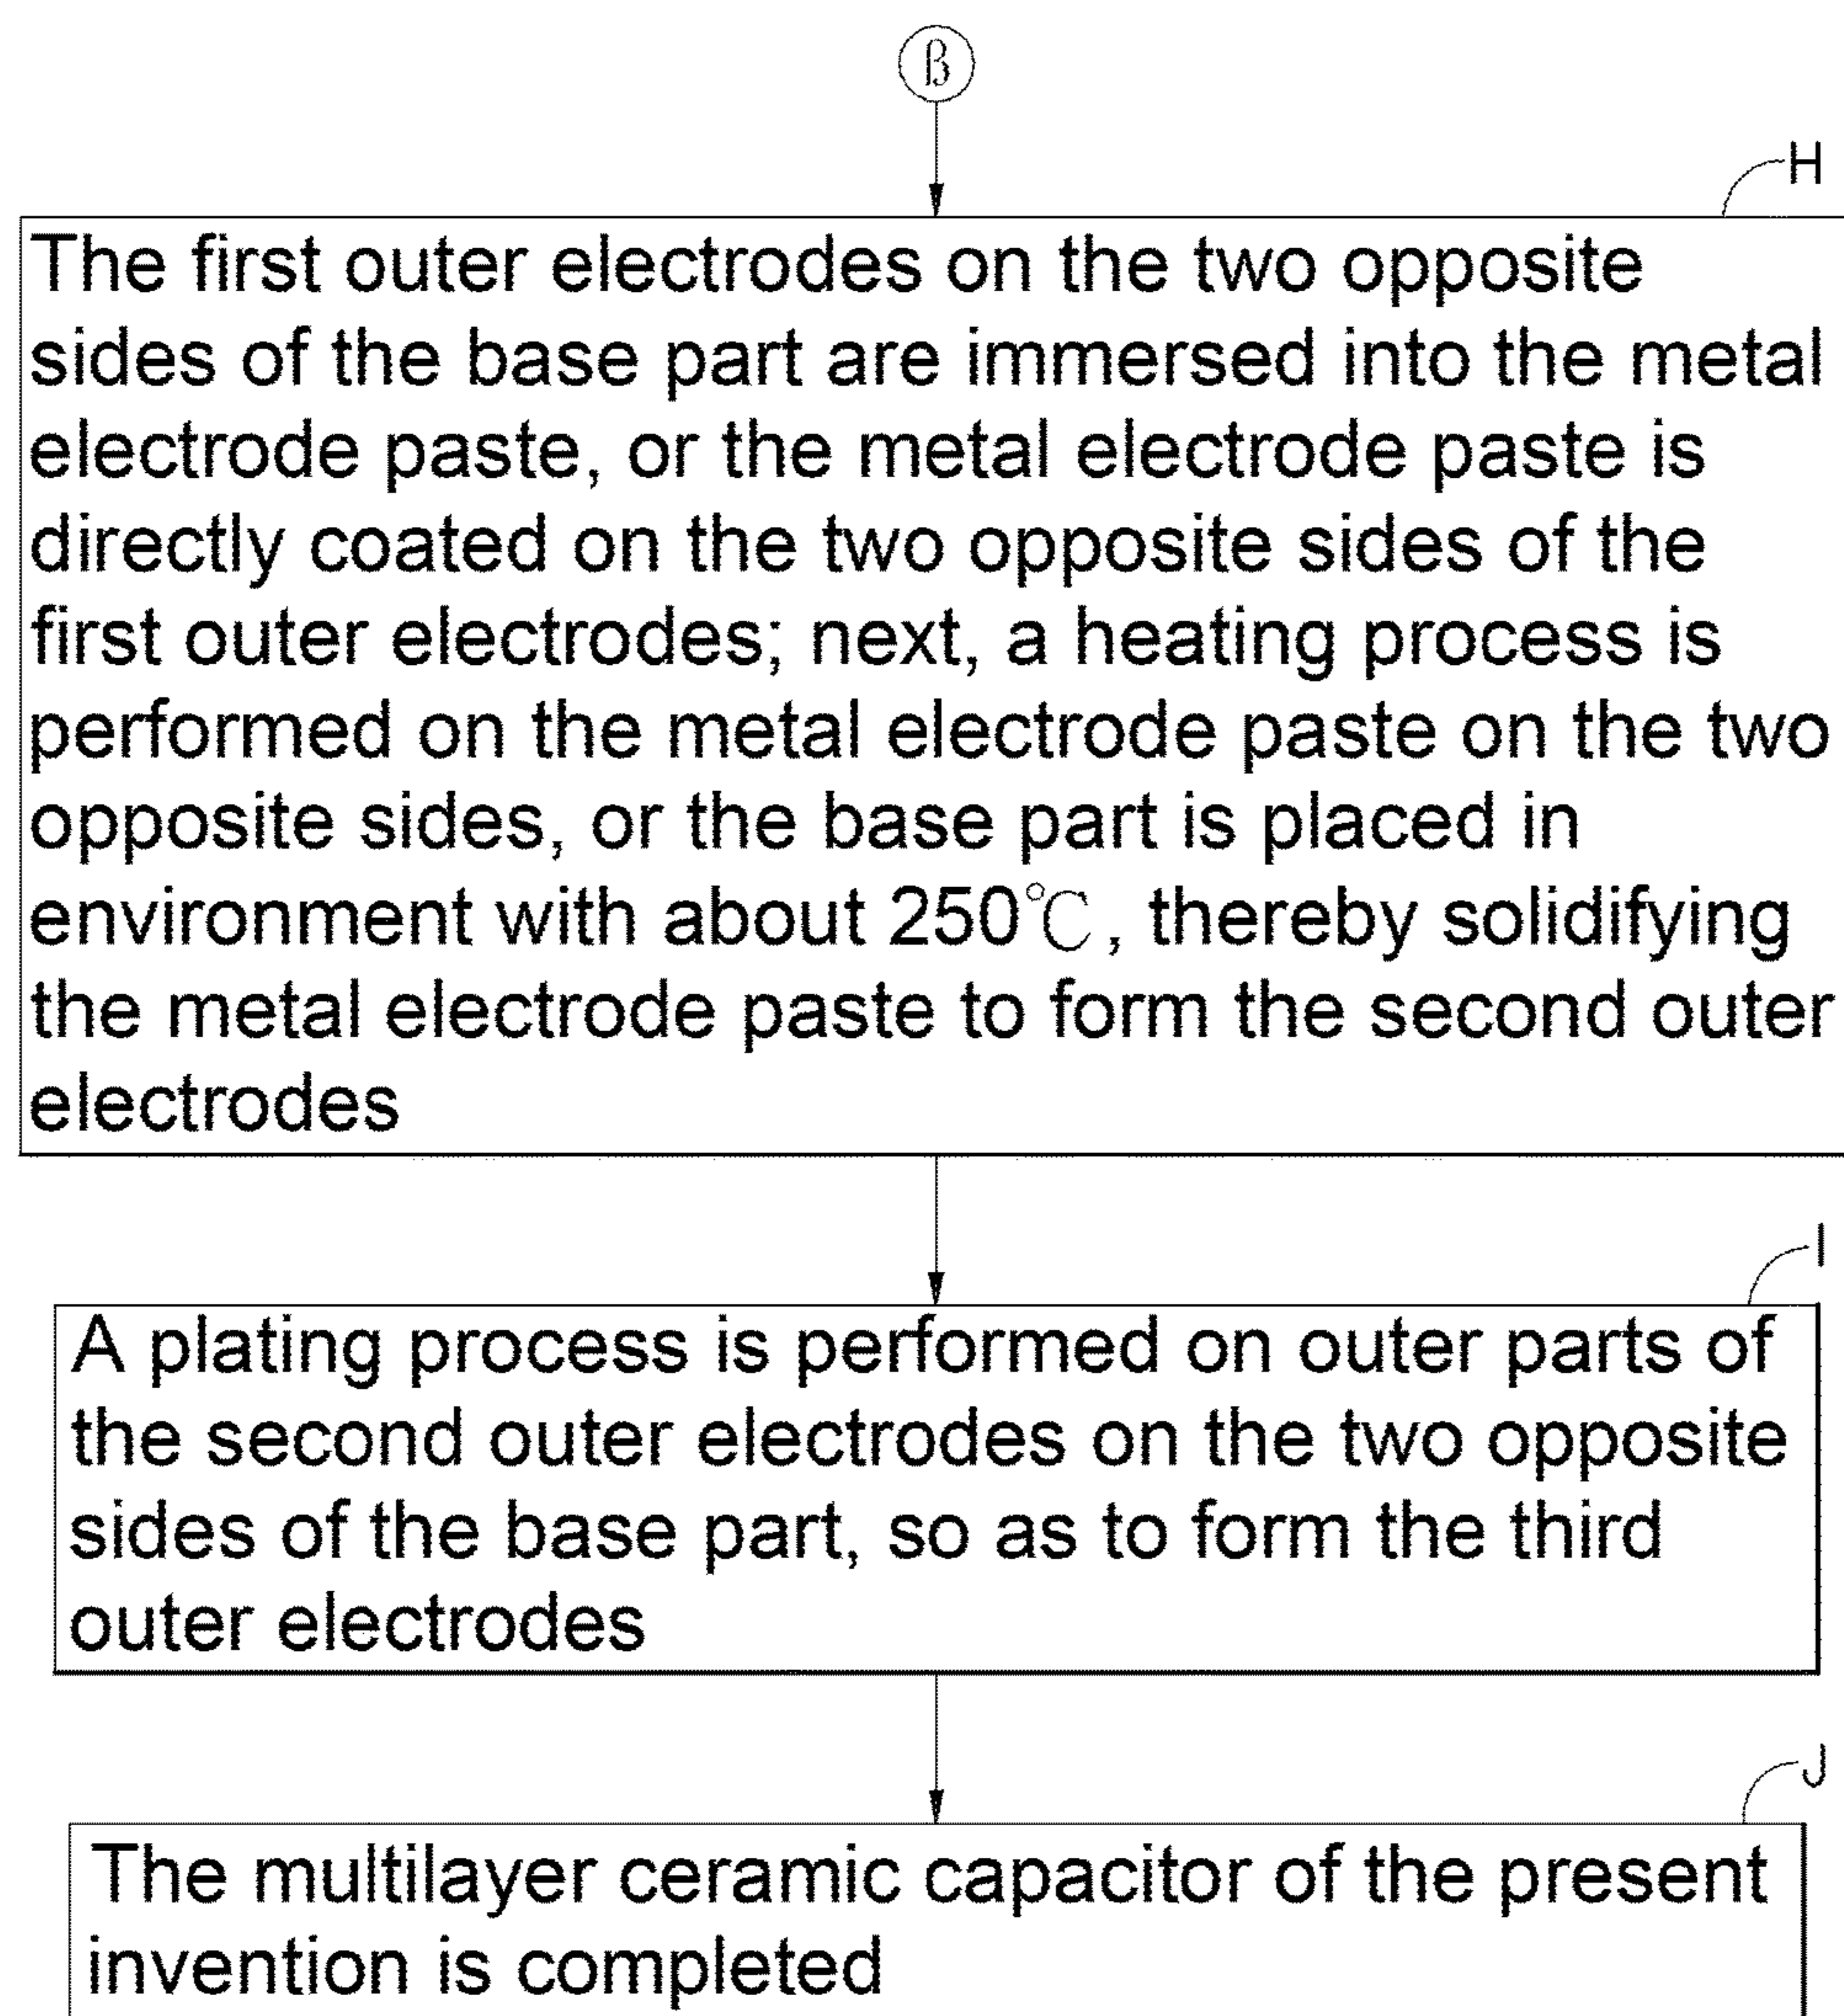 ß
H
The first outer electrodes on the two opposite
sides of the base part are immersed into the metal
electrode paste, or the metal electrode paste is
directly coated on the two opposite sides of the
first outer electrodes; next, a heating process is
performed on the metal electrode paste on the two
opposite sides, or the base part is placed in
environment with about 250℃, thereby solidifying
the metal electrode paste to form the second outer
electrodes
I
A plating process is performed on outer parts of
the second outer electrodes on the two opposite
sides of the base part, so as to form the third
outer electrodes
J
The multilayer ceramic capacitor of the present
invention is completed